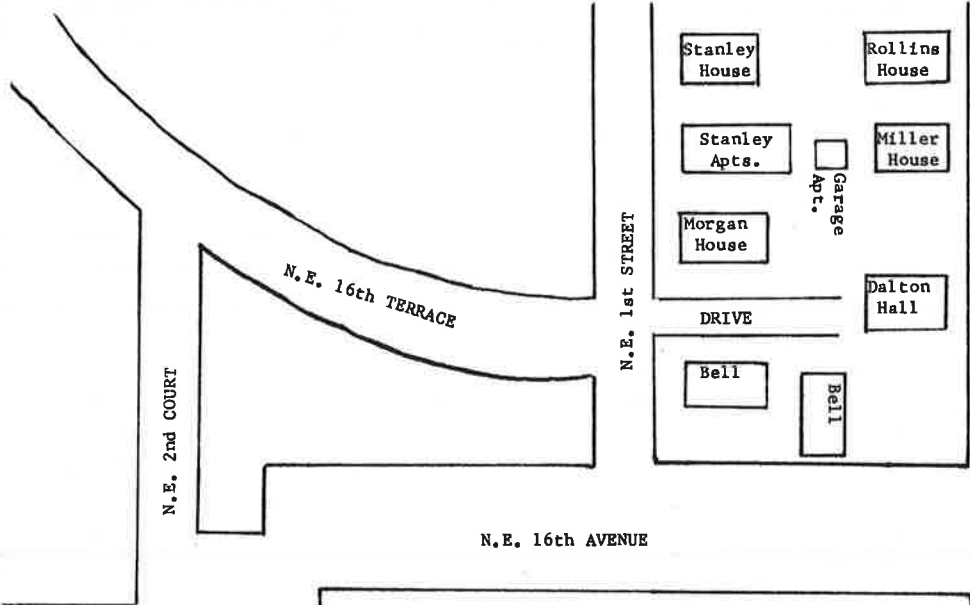 Stanley
House
Rollins
House
Stanley
Apts.
Garage
Apt.
Miller
House
Morgan
House
N.E. 16th TERRACE
N.E. 1st STREET
Dalton
Hall
DRIVE
Bell
Bell
N.E. 2nd COURT
N.E. 16th AVENUE